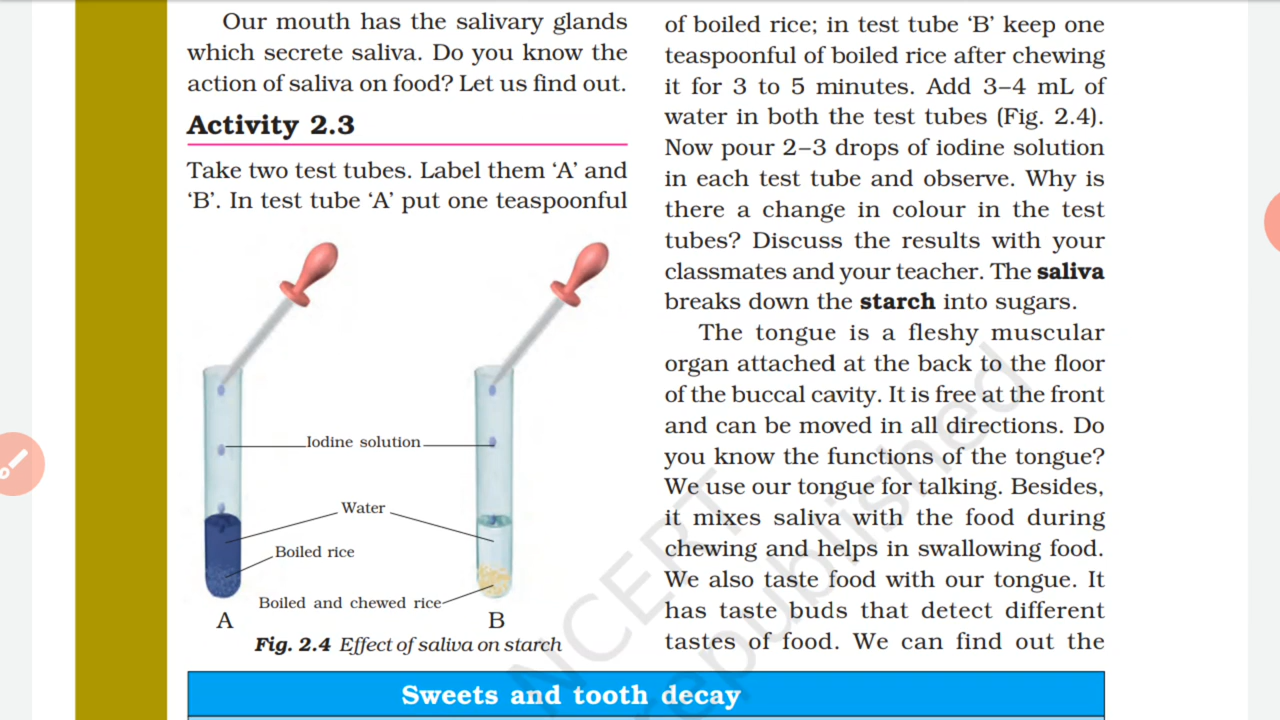 Our mouth has the salivary glands
which secrete saliva. Do you know the
action of saliva on food? Let us find out.
Activity 2.3
Take two test tubes. Label them ‘A’ and
‘B’. In test tube ‘A’ put one teaspoonful
Iodine solution
Water
Boiled rice
Boiled and chewed rice
A
B
Fig. 2.4 Effect of saliva on starch
of boiled rice; in test tube ‘B’ keep one
teaspoonful of boiled rice after chewing
it for 3 to 5 minutes. Add 3–4 mL of
water in both the test tubes (Fig. 2.4).
Now pour 2–3 drops of iodine solution
in each test tube and observe. Why is
there a change in colour in the test
tubes? Discuss the results with your
classmates and your teacher. The saliva
breaks down the starch into sugars.
The tongue is a fleshy muscular
organ attached at the back to the floor
of the buccal cavity. It is free at the front
and can be moved in all directions. Do
you know the functions of the tongue?
We use our tongue for talking. Besides,
it mixes saliva with the food during
chewing and helps in swallowing food.
We also taste food with our tongue. It
has taste buds that detect different
tastes of food. We can find out the
Sweets and tooth decay
NCERT
republished